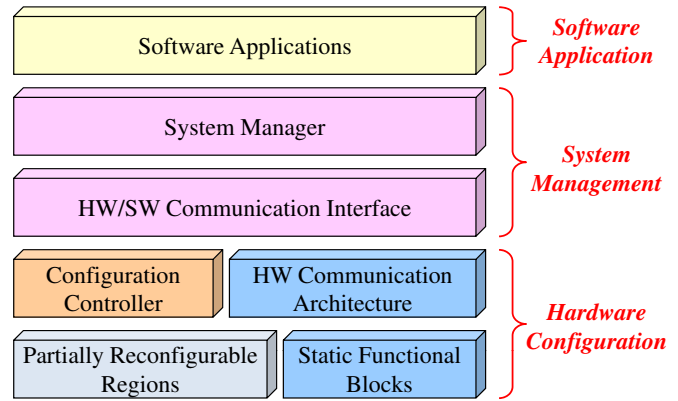 Software Applications
Software
Application
System Manager
HW/SW Communication Interface
System
Management
Configuration
Controller
HW Communication
Architecture
Partially Reconfigurable
Regions
Static Functional
Blocks
Hardware
Configuration